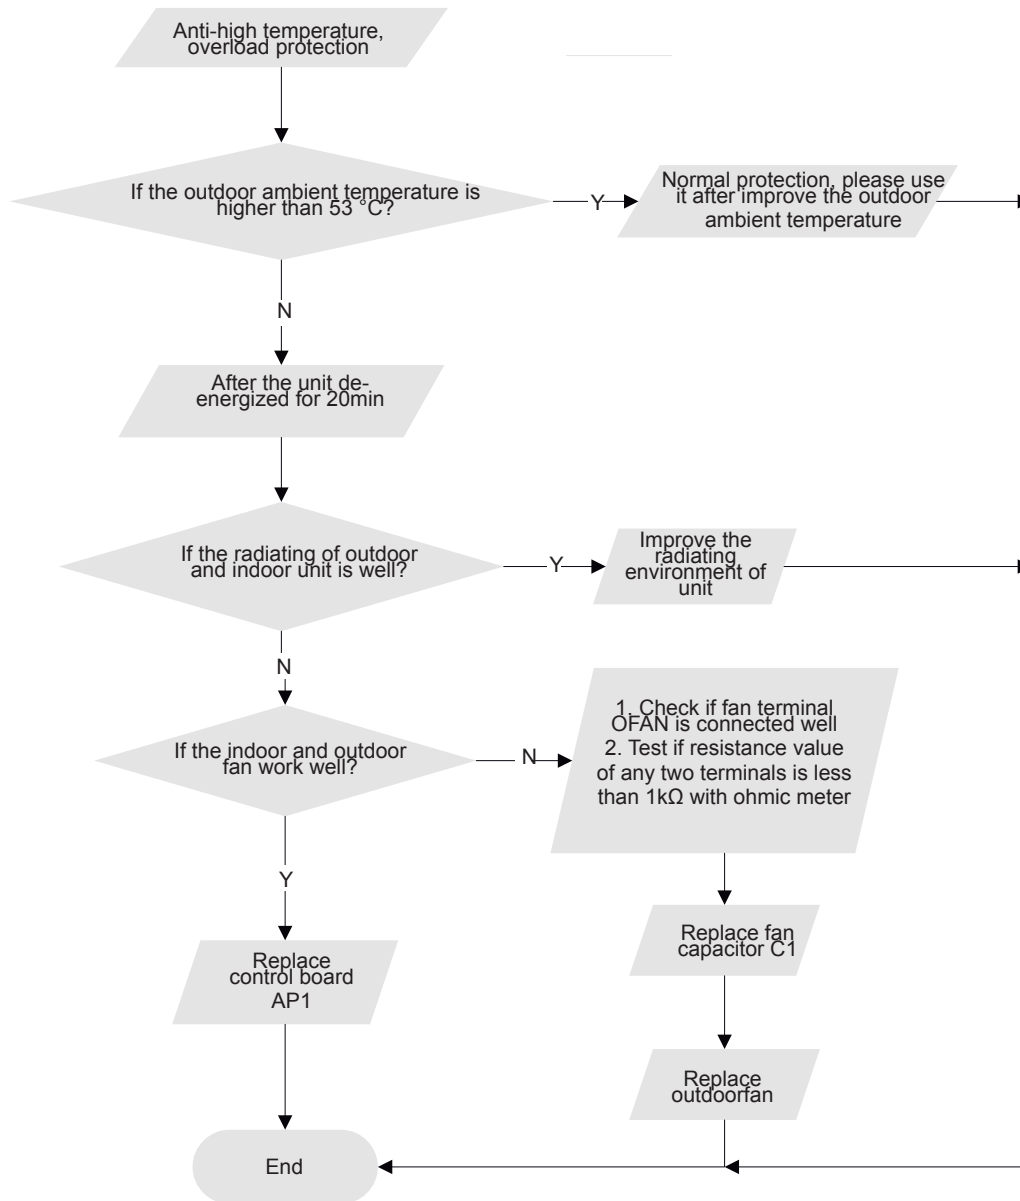 Anti-high temperature,
overload protection
If the outdoor ambient temperature is
higher than 53 °C?
Y
Normal protection, please use
it after improve the outdoor
ambient temperature
N
After the unit de-
energized for 20min
If the radiating of outdoor
and indoor unit is well?
Y
Improve the
radiating
environment of
unit
N
If the indoor and outdoor
fan work well?
N
1. Check if fan terminal
OFAN is connected well
2. Test if resistance value
of any two terminals is less
than 1kΩ with ohmic meter
Y
Replace fan
capacitor C1
Replace
control board
AP1
Replace
outdoorfan
End